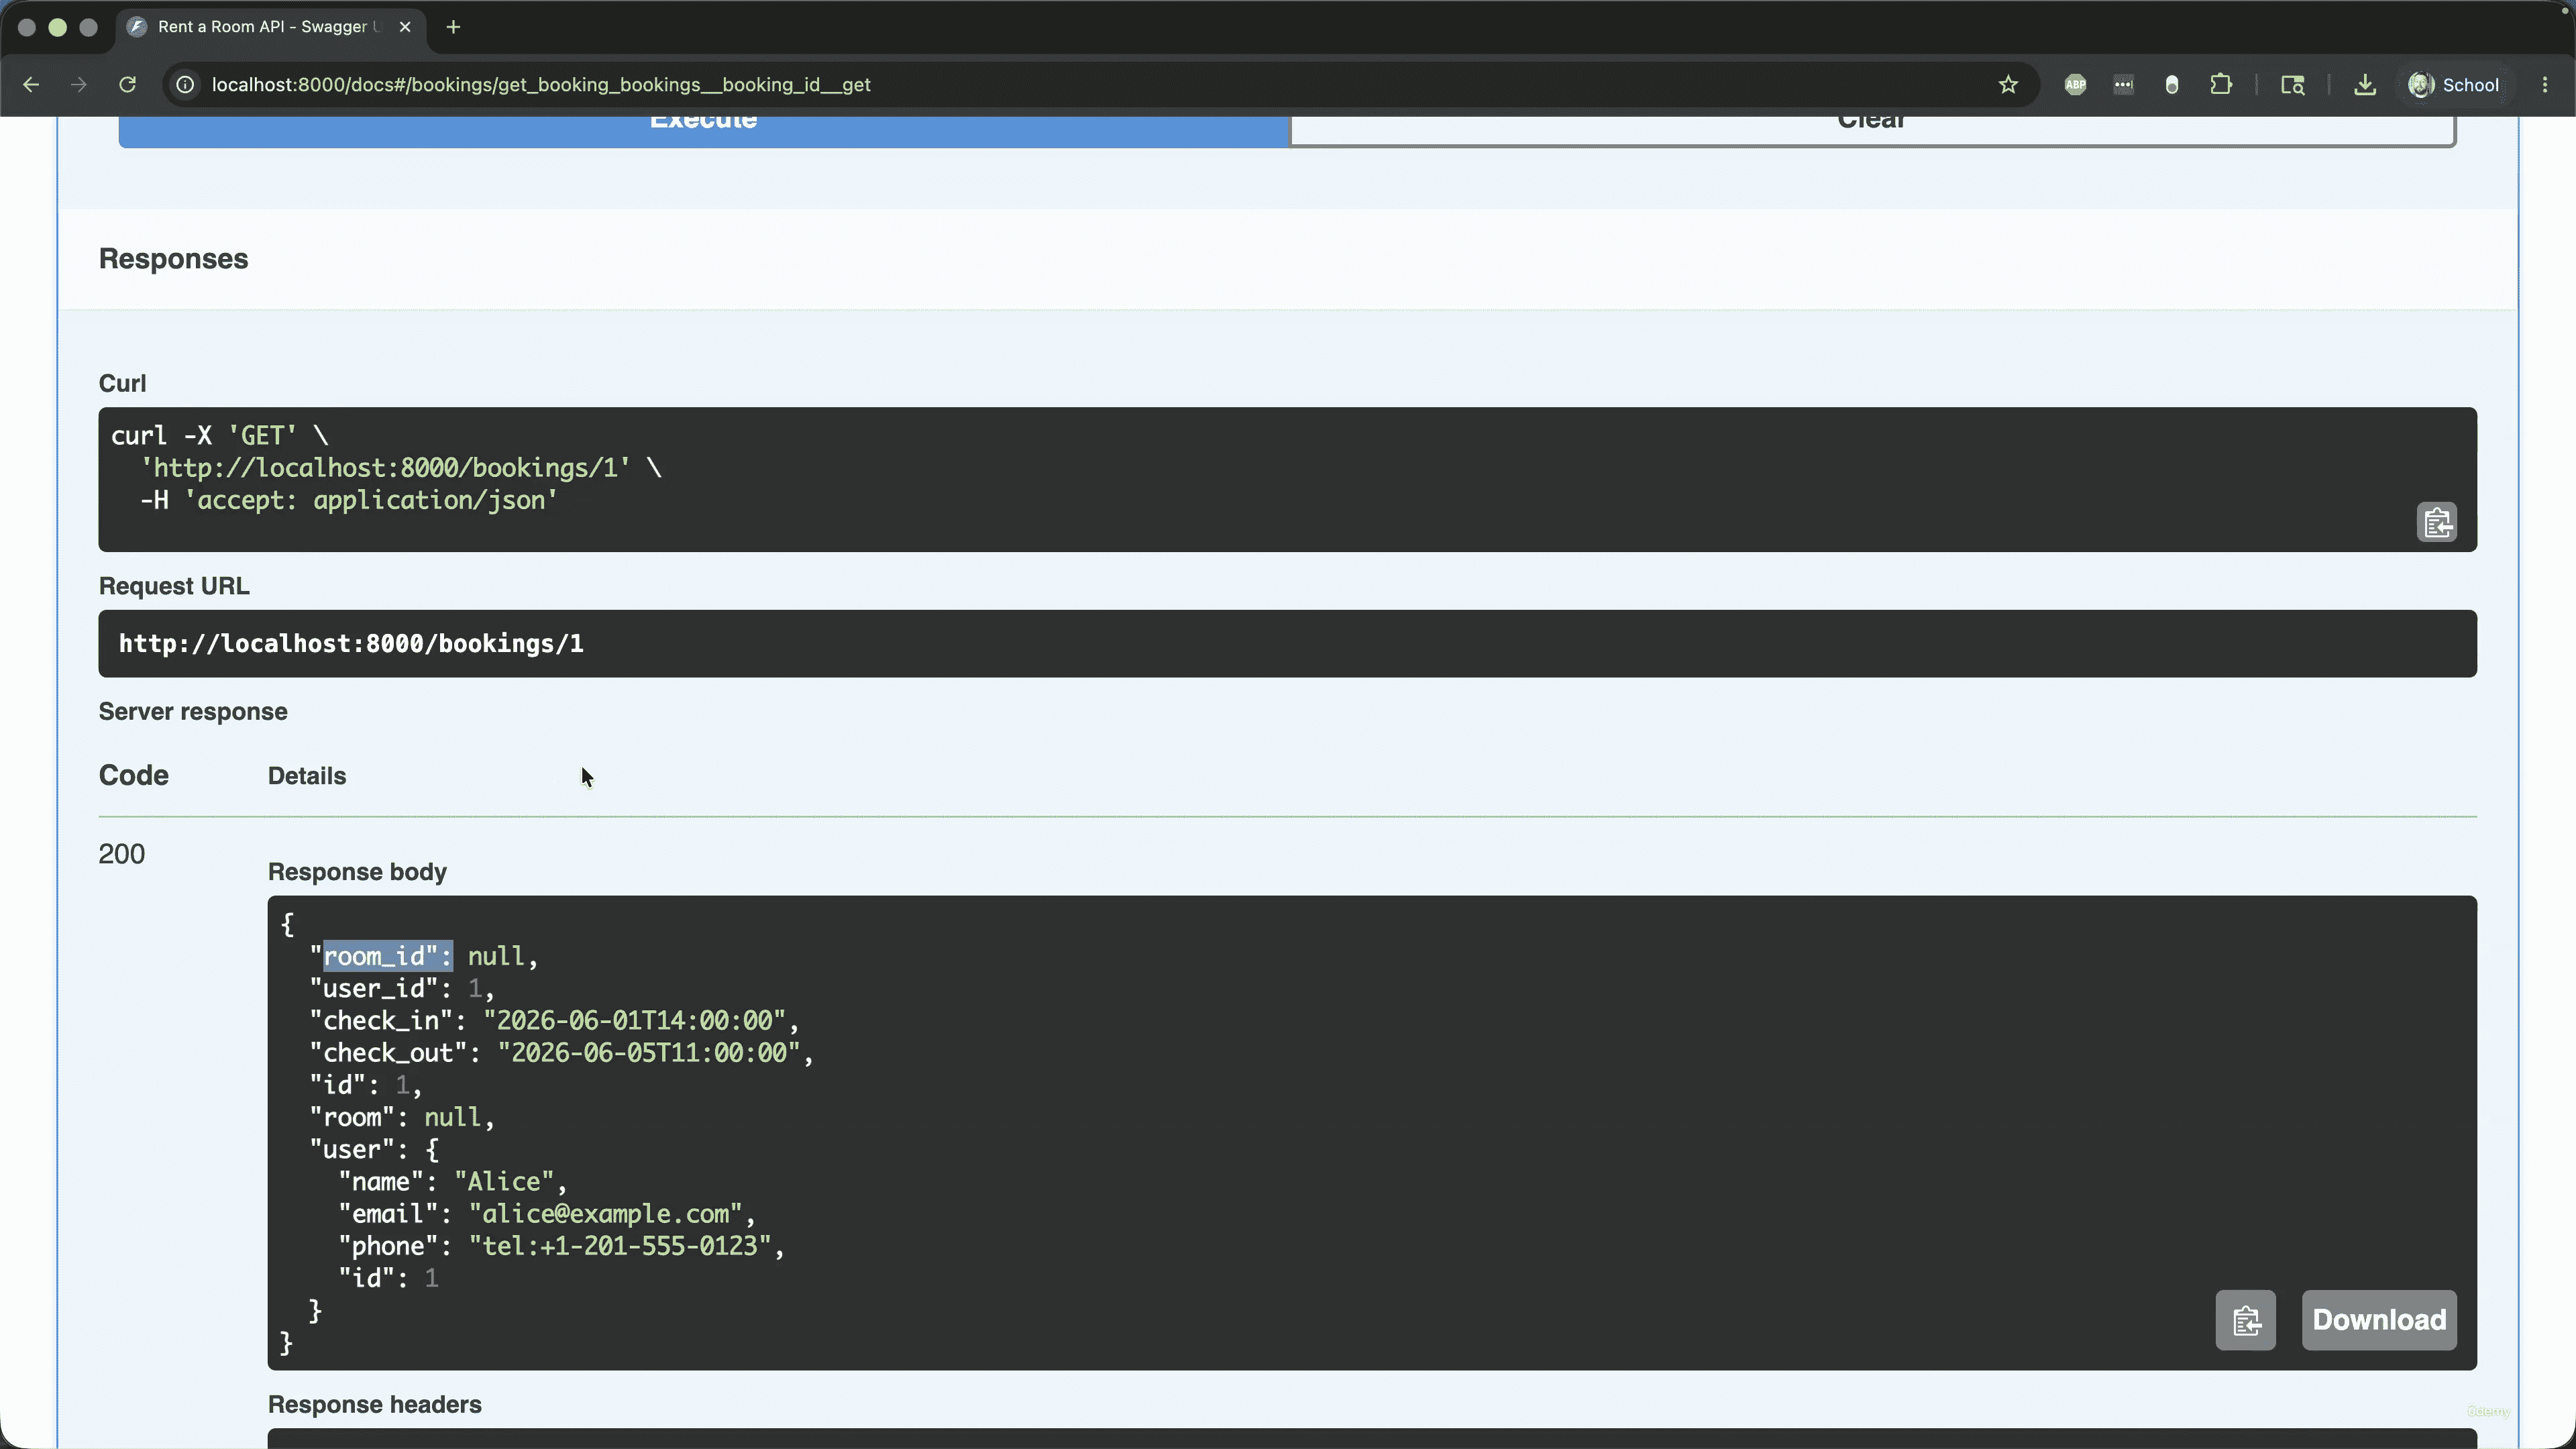 Rent a Room API - Swagger U
localhost:8000/docs#/bookings/get_booking_bookings__booking_id__get
ABP
School
Execute
Clear
Responses
Curl
curl -X 'GET' \
'http://localhost:8000/bookings/1' \
-H 'accept: application/json'
Request URL
http://localhost:8000/bookings/1
Server response
Code
Details
200
Response body
{
"room_id": null,
"user_id": 1,
"check_in": "2026-06-01T14:00:00",
"check_out": "2026-06-05T11:00:00",
"id": 1,
"room": null,
"user": {
"name": "Alice",
"email": "alice@example.com",
"phone": "tel:+1-201-555-0123",
"id": 1
}
}
Download
Response headers
ûdemy